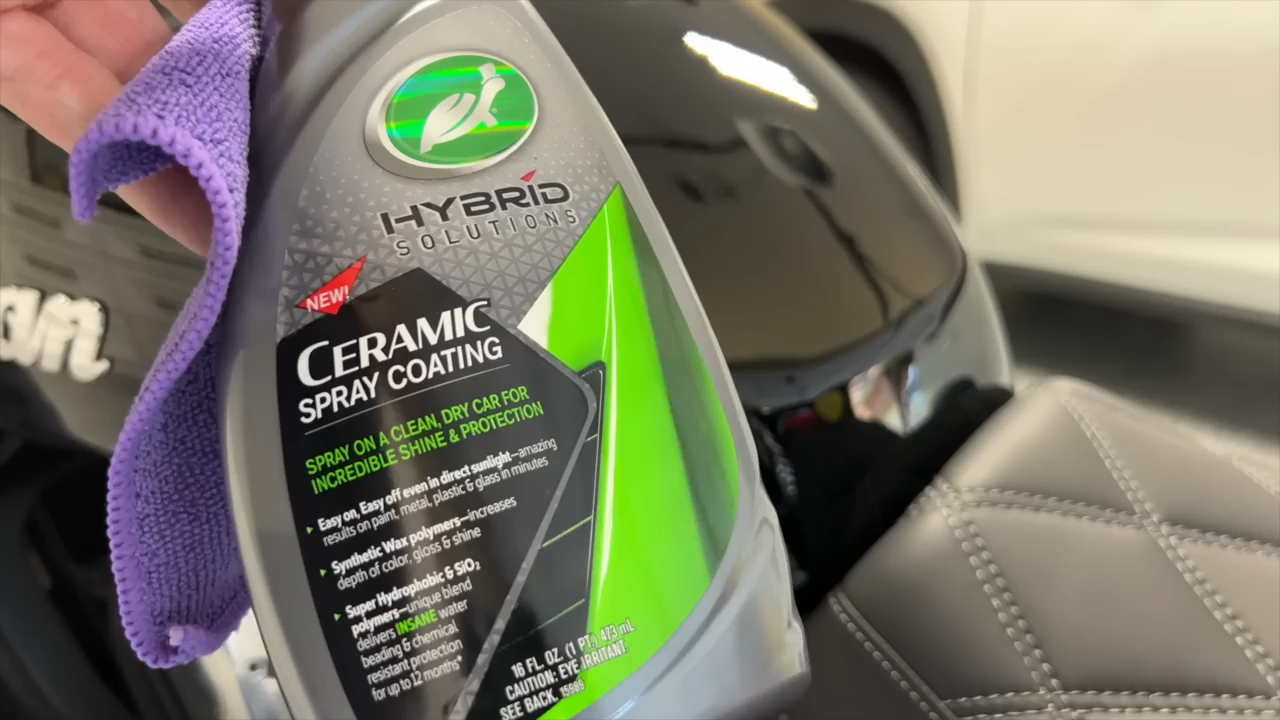 HYBRID
SOLUTIONS
NEW!
CERAMIC
SPRAY COATING
SPRAY ON A CLEAN, DRY CAR FOR
INCREDIBLE SHINE & PROTECTION
Easy on, Easy off even in direct sunlight—amazing
results on paint, metal, plastic & glass in minutes
Synthetic Wax polymers—increases
depth of color, gloss & shine
Super Hydrophobic & SiO₂
polymers—unique blend
delivers INSANE water
beading & chemical
resistant protection
for up to 12 months*
16 FL. OZ. (1 PT.) 473 mL
CAUTION: EYE IRRITANT.
SEE BACK. 15989
an